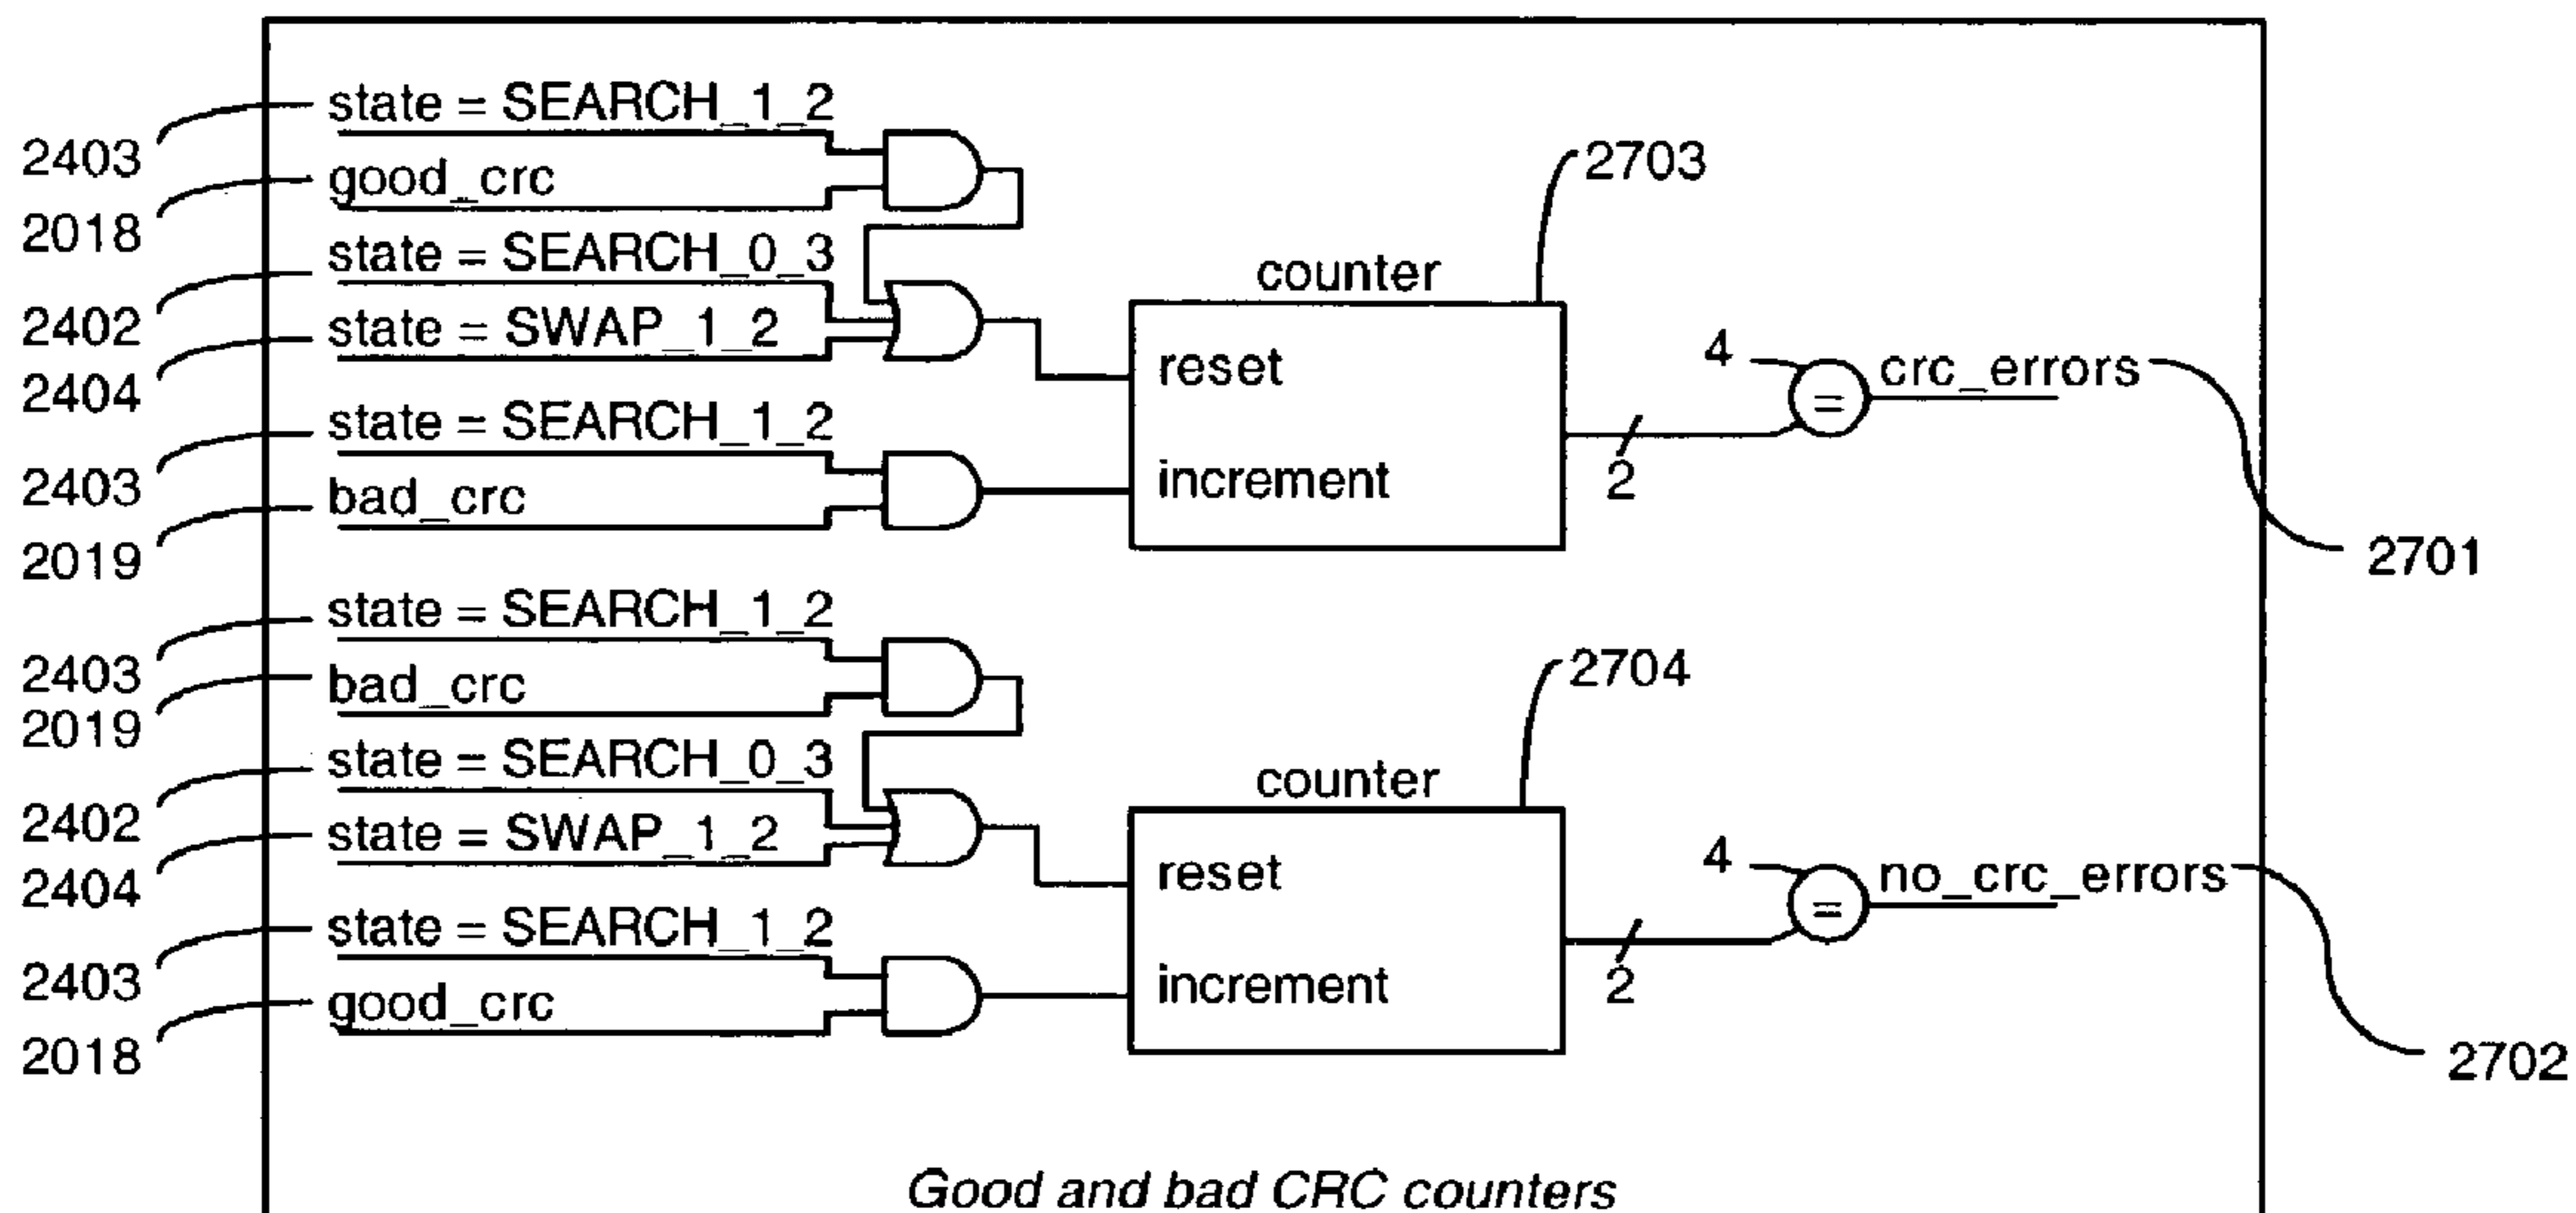 state = SEARCH_1_2
2403
good_crc
2018
state = SEARCH_0_3
2402
state = SWAP_1_2
2404
state = SEARCH_1_2
2403
bad_crc
2019
counter
2703
reset
increment
2
4
=
crc_errors
2701
state = SEARCH_1_2
2403
bad_crc
2019
state = SEARCH_0_3
2402
state = SWAP_1_2
2404
state = SEARCH_1_2
2403
good_crc
2018
counter
2704
reset
increment
2
4
=
no_crc_errors
2702
Good and bad CRC counters